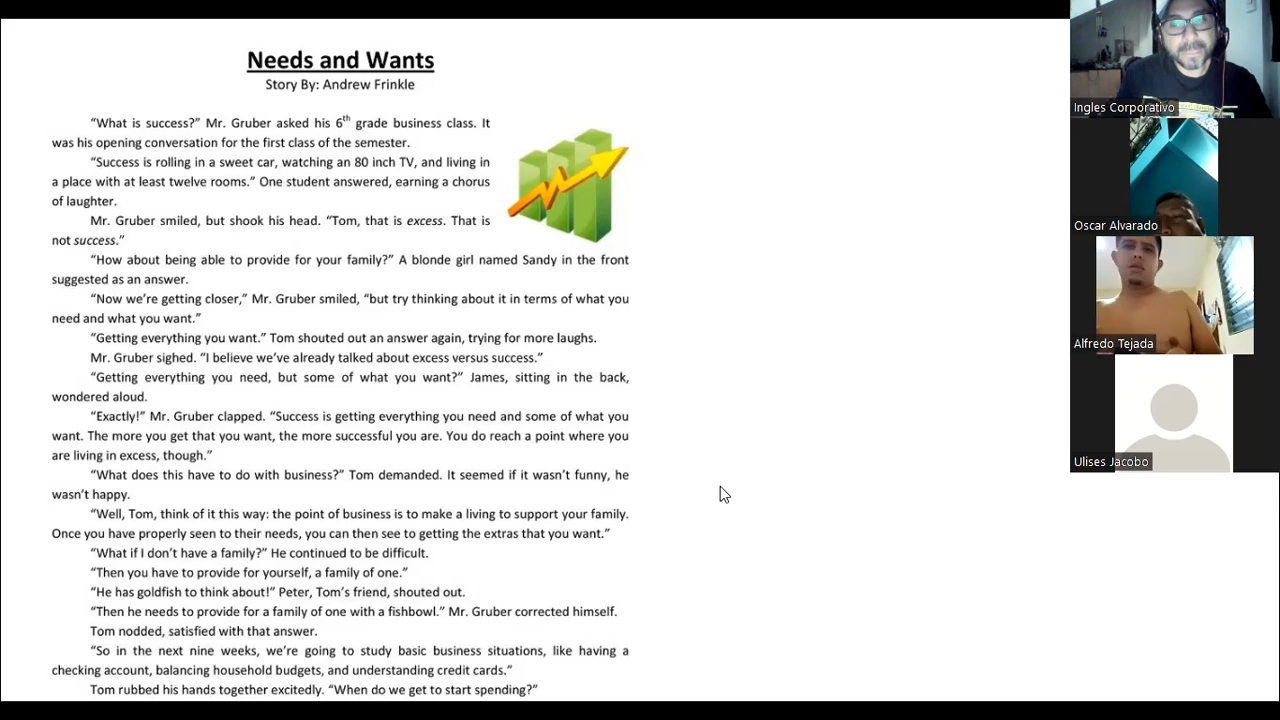 Needs and Wants
Story By: Andrew Frinkle
“What is success?” Mr. Gruber asked his 6th grade business class. It
was his opening conversation for the first class of the semester.
“Success is rolling in a sweet car, watching an 80 inch TV, and living in
a place with at least twelve rooms.” One student answered, earning a chorus
of laughter.
Mr. Gruber smiled, but shook his head. “Tom, that is excess. That is
not success.”
“How about being able to provide for your family?” A blonde girl named Sandy in the front
suggested as an answer.
“Now we’re getting closer,” Mr. Gruber smiled, “but try thinking about it in terms of what you
need and what you want.”
“Getting everything you want.” Tom shouted out an answer again, trying for more laughs.
Mr. Gruber sighed. “I believe we’ve already talked about excess versus success.”
“Getting everything you need, but some of what you want?” James, sitting in the back,
wondered aloud.
“Exactly!” Mr. Gruber clapped. “Success is getting everything you need and some of what you
want. The more you get that you want, the more successful you are. You do reach a point where you
are living in excess, though.”
“What does this have to do with business?” Tom demanded. It seemed if it wasn’t funny, he
wasn’t happy.
“Well, Tom, think of it this way: the point of business is to make a living to support your family.
Once you have properly seen to their needs, you can then see to getting the extras that you want.”
“What if I don’t have a family?” He continued to be difficult.
“Then you have to provide for yourself, a family of one.”
“He has goldfish to think about!” Peter, Tom’s friend, shouted out.
“Then he needs to provide for a family of one with a fishbowl.” Mr. Gruber corrected himself.
Tom nodded, satisfied with that answer.
“So in the next nine weeks, we’re going to study basic business situations, like having a
checking account, balancing household budgets, and understanding credit cards.”
Tom rubbed his hands together excitedly. “When do we get to start spending?”
Ingles Corporativo
Oscar Alvarado
Alfredo Tejada
Ulises Jacobo